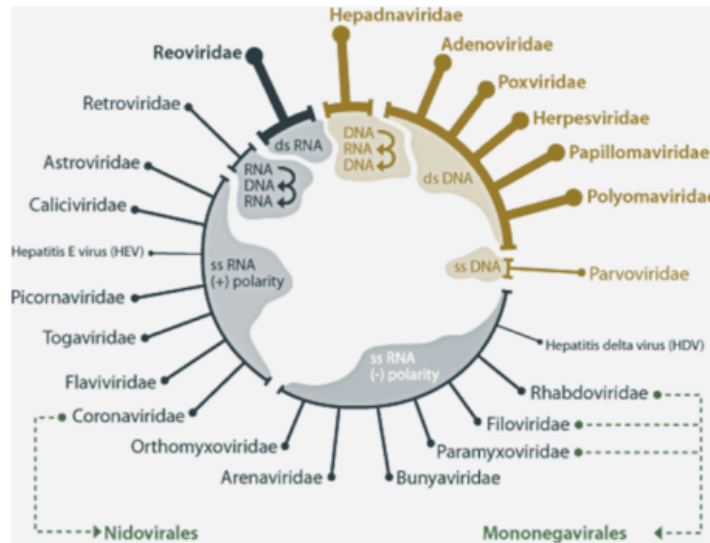 Hepadnaviridae
Adenoviridae
Reoviridae
Poxviridae
Retroviridae
Herpesviridae
ds RNA
DNA
RNA
DNA
Papillomaviridae
Astroviridae
RNA
DNA
RNA
ds DNA
Polyomaviridae
Caliciviridae
Hepatitis E virus (HEV)
ss RNA
(+) polarity
ss DNA
Parvoviridae
Picornaviridae
Togaviridae
Hepatitis delta virus (HDV)
ss RNA
(-) polarity
Flaviviridae
Rhabdoviridae
Coronaviridae
Filoviridae
Orthomyxoviridae
Paramyxoviridae
Arenaviridae
Bunyaviridae
Nidovirales
Mononegavirales